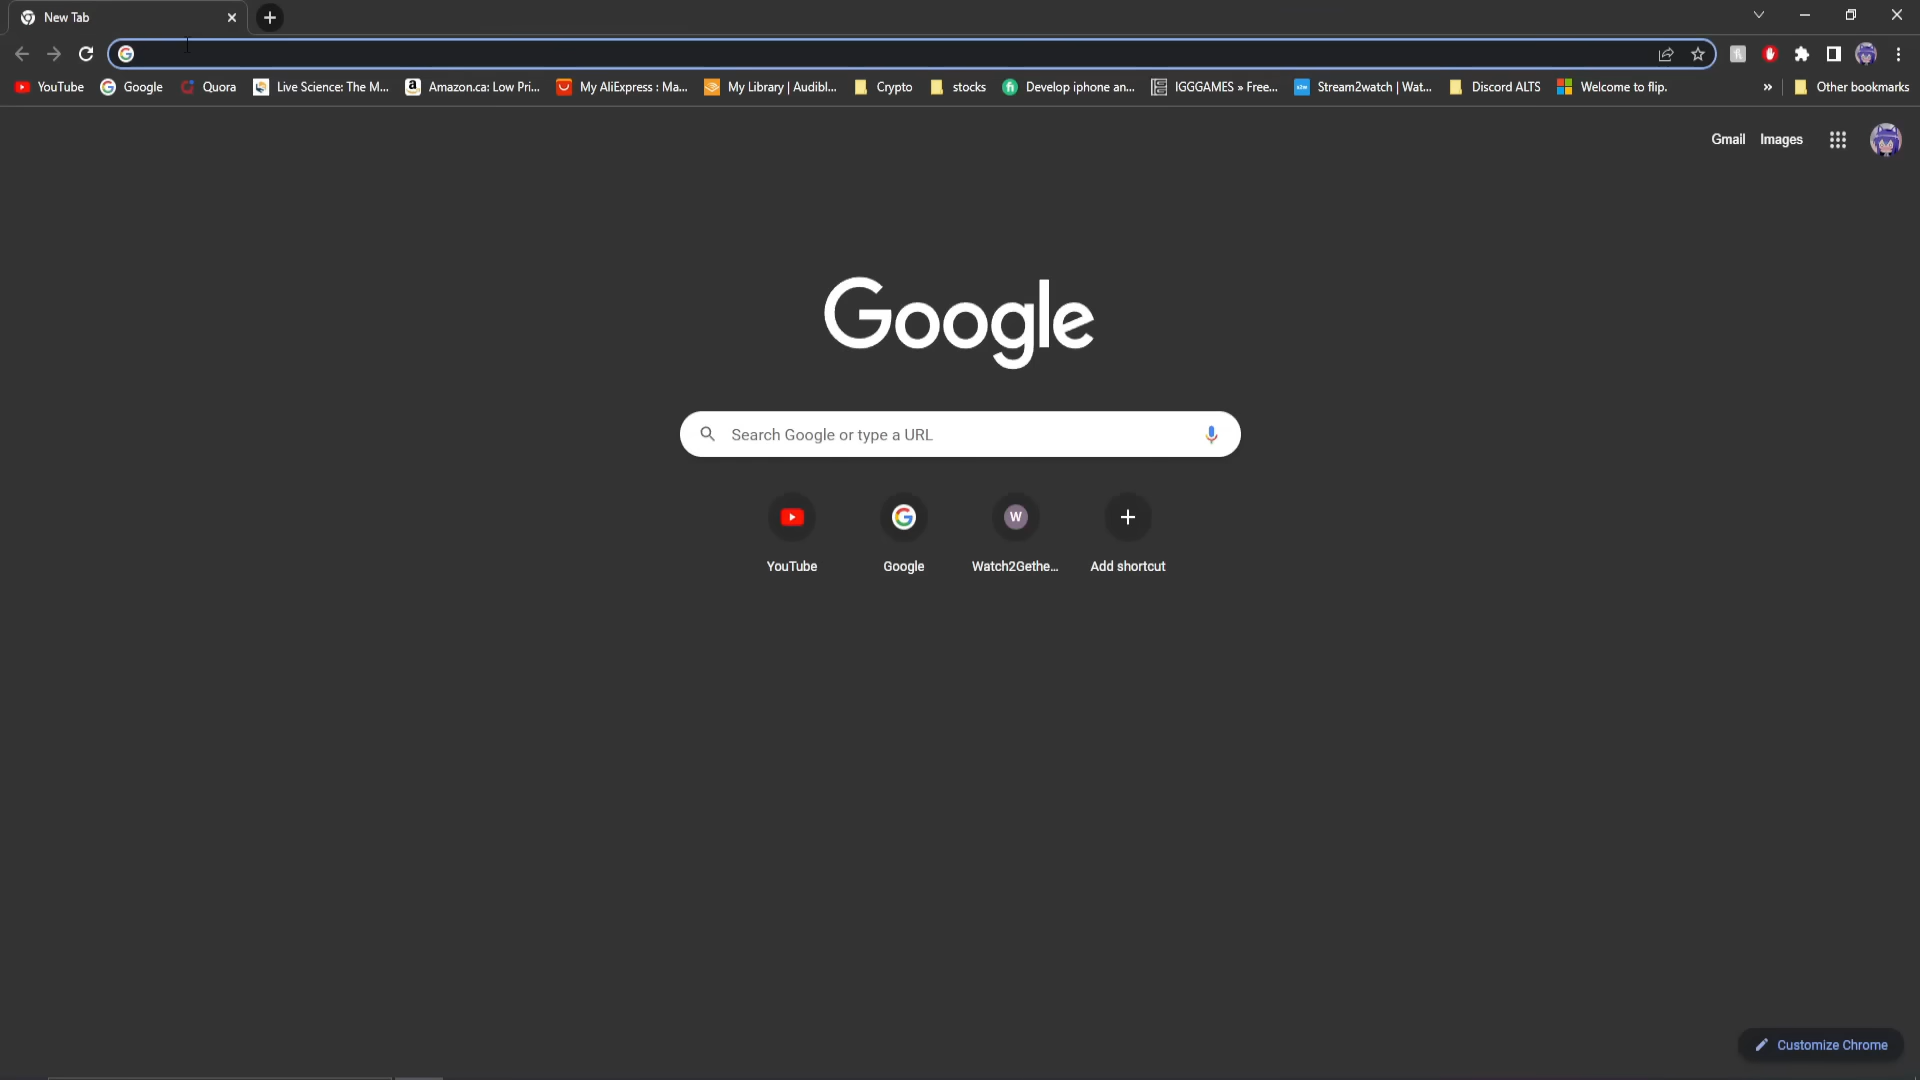 New Tab
YouTube Google Quora Live Science: The M... Amazon.ca: Low Pri... My AliExpress : Ma... My Library | Audibl... Crypto stocks Develop iphone an... IGGGAMES » Free... Stream2watch | Wat... Discord ALTS Welcome to flip. » Other bookmarks
Gmail Images
Google
Search Google or type a URL
W
YouTube Google Watch2Gethe... Add shortcut
Customize Chrome